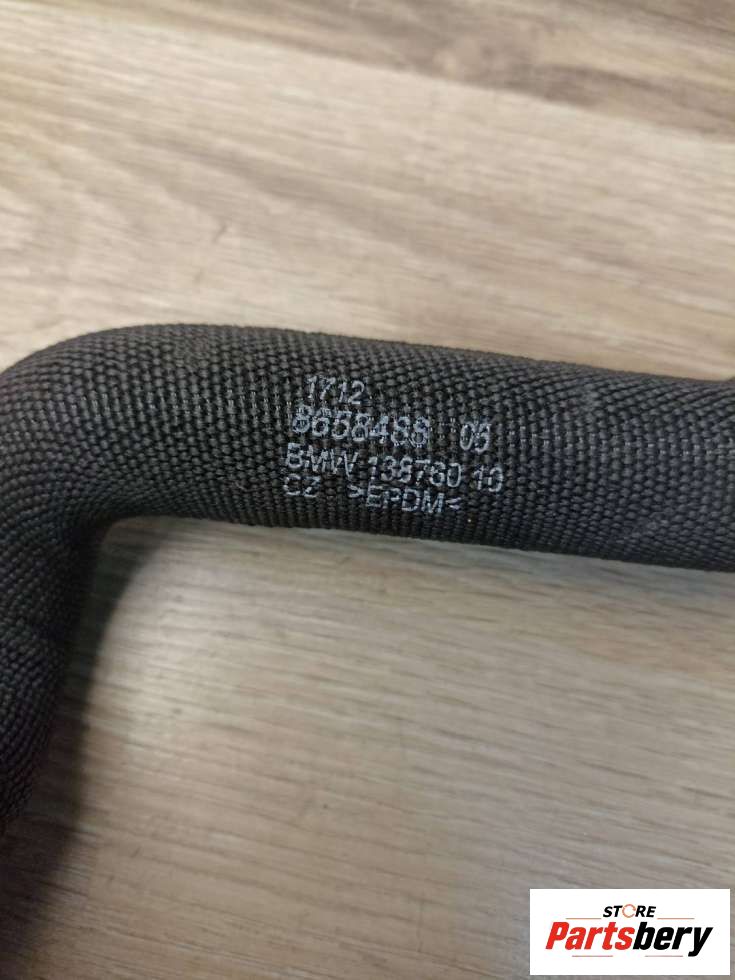 1712
8658488 05
BMW 138760 10
CZ >EPDM<
STORE
Partsbery